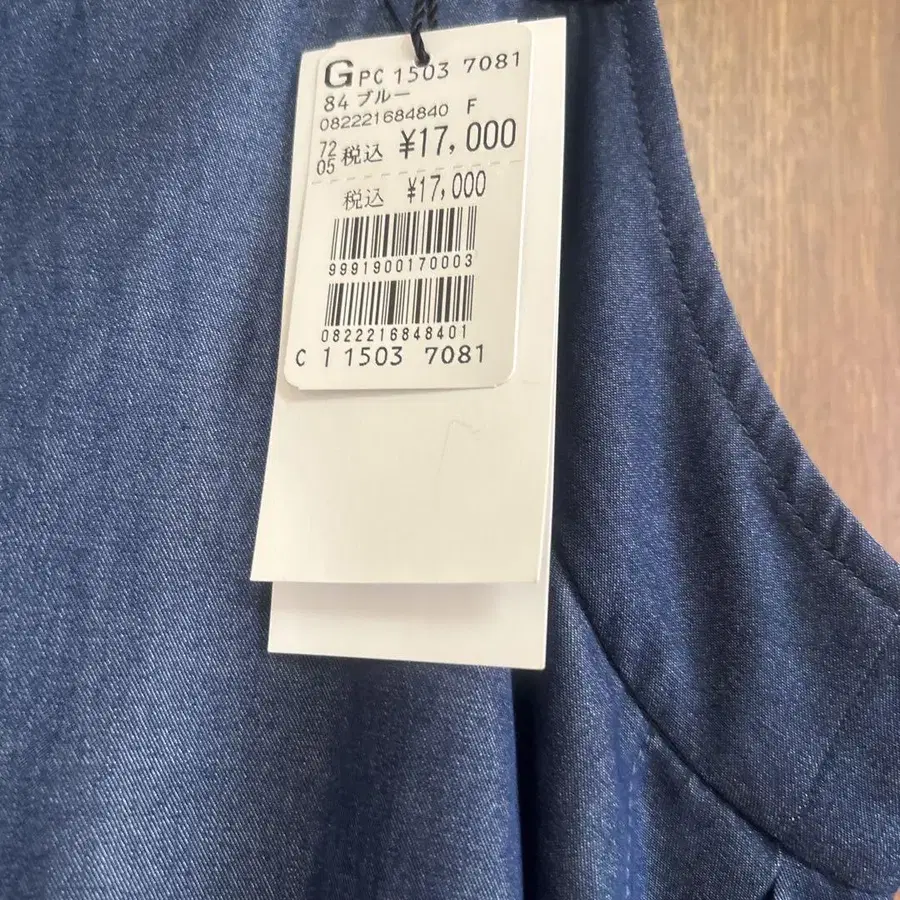 G PC 1503 7081
84 ブルー
082221684840 F
72
05 税込 ¥17,000
税込 ¥17,000
9991900170003
0822216848401
C 1 1503 7081